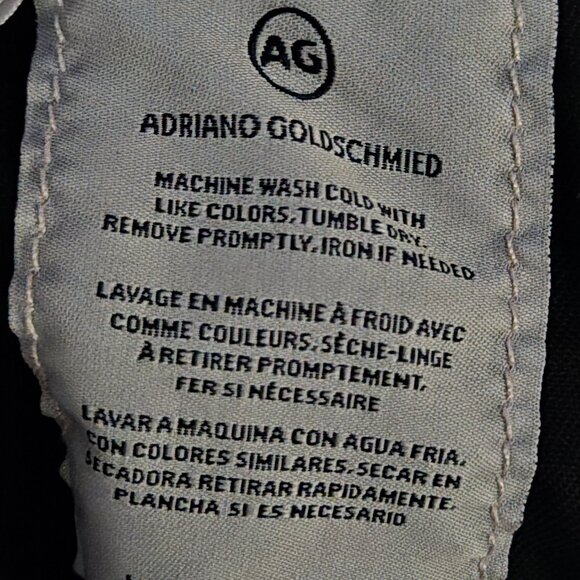 AG
ADRIANO GOLDSCHMIED
MACHINE WASH COLD WITH
LIKE COLORS, TUMBLE DRY.
REMOVE PROMPTLY, IRON IF NEEDED
LAVAGE EN MACHINE À FROID AVEC
COMME COULEURS, SÈCHE-LINGE
À RETIRER PROMPTEMENT,
FER SI NÉCESSAIRE
LAVAR A MAQUINA CON AGUA FRIA,
CON COLORES SIMILARES, SECAR EN
SECADORA RETIRAR RAPIDAMENTE,
PLANCHA SI ES NECESARIO